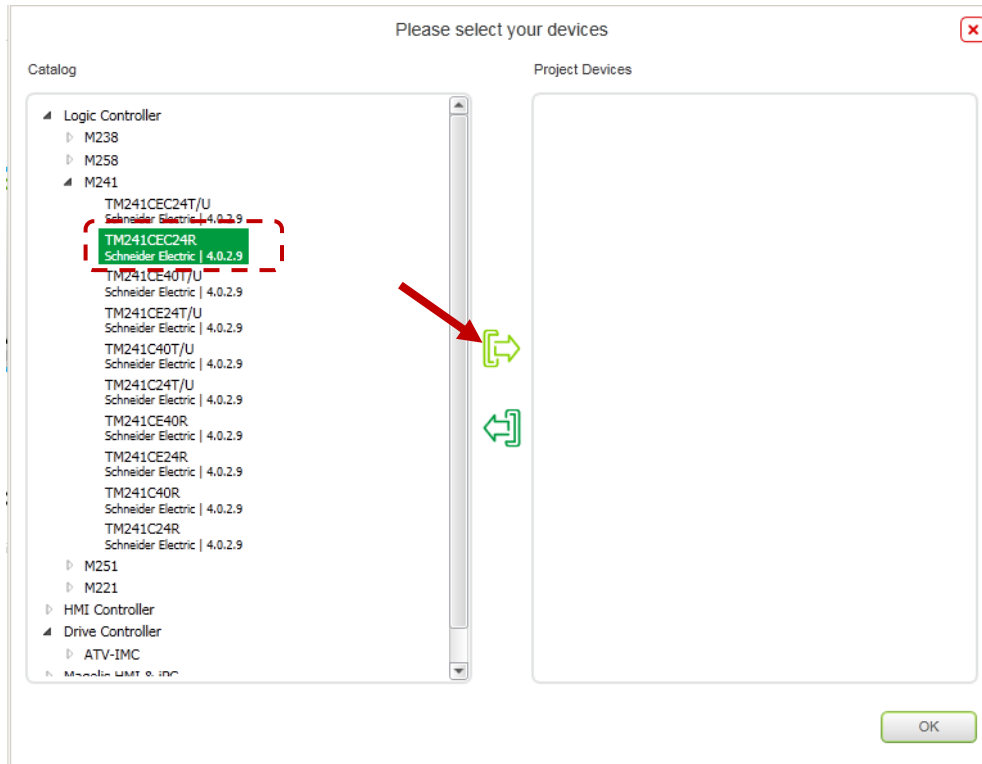 Please select your devices
Catalog
Project Devices
Logic Controller
M238
M258
M241
TM241CEC24T/U
Schneider Electric | 4.0.2.9
TM241CEC24R
Schneider Electric | 4.0.2.9
TM241CE40T/U
Schneider Electric | 4.0.2.9
TM241CE24T/U
Schneider Electric | 4.0.2.9
TM241C40T/U
Schneider Electric | 4.0.2.9
TM241C24T/U
Schneider Electric | 4.0.2.9
TM241CE40R
Schneider Electric | 4.0.2.9
TM241CE24R
Schneider Electric | 4.0.2.9
TM241C40R
Schneider Electric | 4.0.2.9
TM241C24R
Schneider Electric | 4.0.2.9
M251
M221
HMI Controller
Drive Controller
ATV-IMC
Magelis HMI & iPC
OK